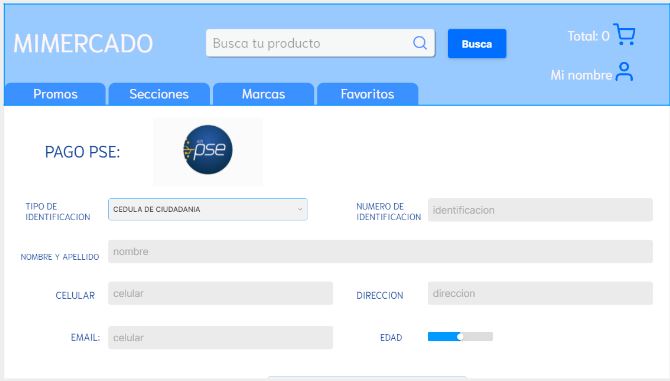 MIMERCADO
Busca tu producto
Busca
Total: 0
Mi nombre
Promos
Secciones
Marcas
Favoritos
PAGO PSE:
pse
TIPO DE
IDENTIFICACION
CEDULA DE CIUDADANIA
NUMERO DE
IDENTIFICACION
identificacion
NOMBRE Y APELLIDO
nombre
CELULAR
celular
DIRECCION
direccion
EMAIL:
celular
EDAD